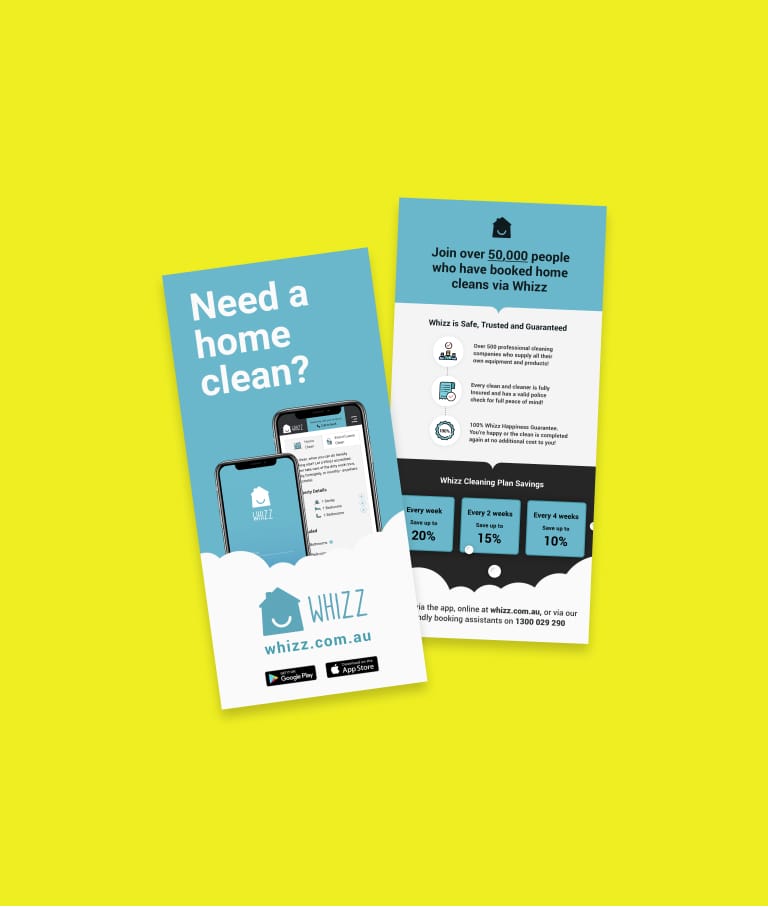 Need a
home
clean?
WHIZZ
Home
Clean
End of Lease
Clean
1 Storey
1 Bedroom
1 Bathroom
WHIZZ
WHIZZ
whizz.com.au
GET IT ON
Google Play
Download on the
App Store
Join over 50,000 people
who have booked home
cleans via Whizz
Whizz is Safe, Trusted and Guaranteed
Over 500 professional cleaning
companies who supply all their
own equipment and products!
Every clean and cleaner is fully
Insured and has a valid police
check for full peace of mind!
100%
100% Whizz Happiness Guarantee.
You're happy or the clean is completed
again at no additional cost to you!
Whizz Cleaning Plan Savings
Every week
Save up to
20%
Every 2 weeks
Save up to
15%
Every 4 weeks
Save up to
10%
via the app, online at whizz.com.au, or via our
booking assistants on 1300 029 290